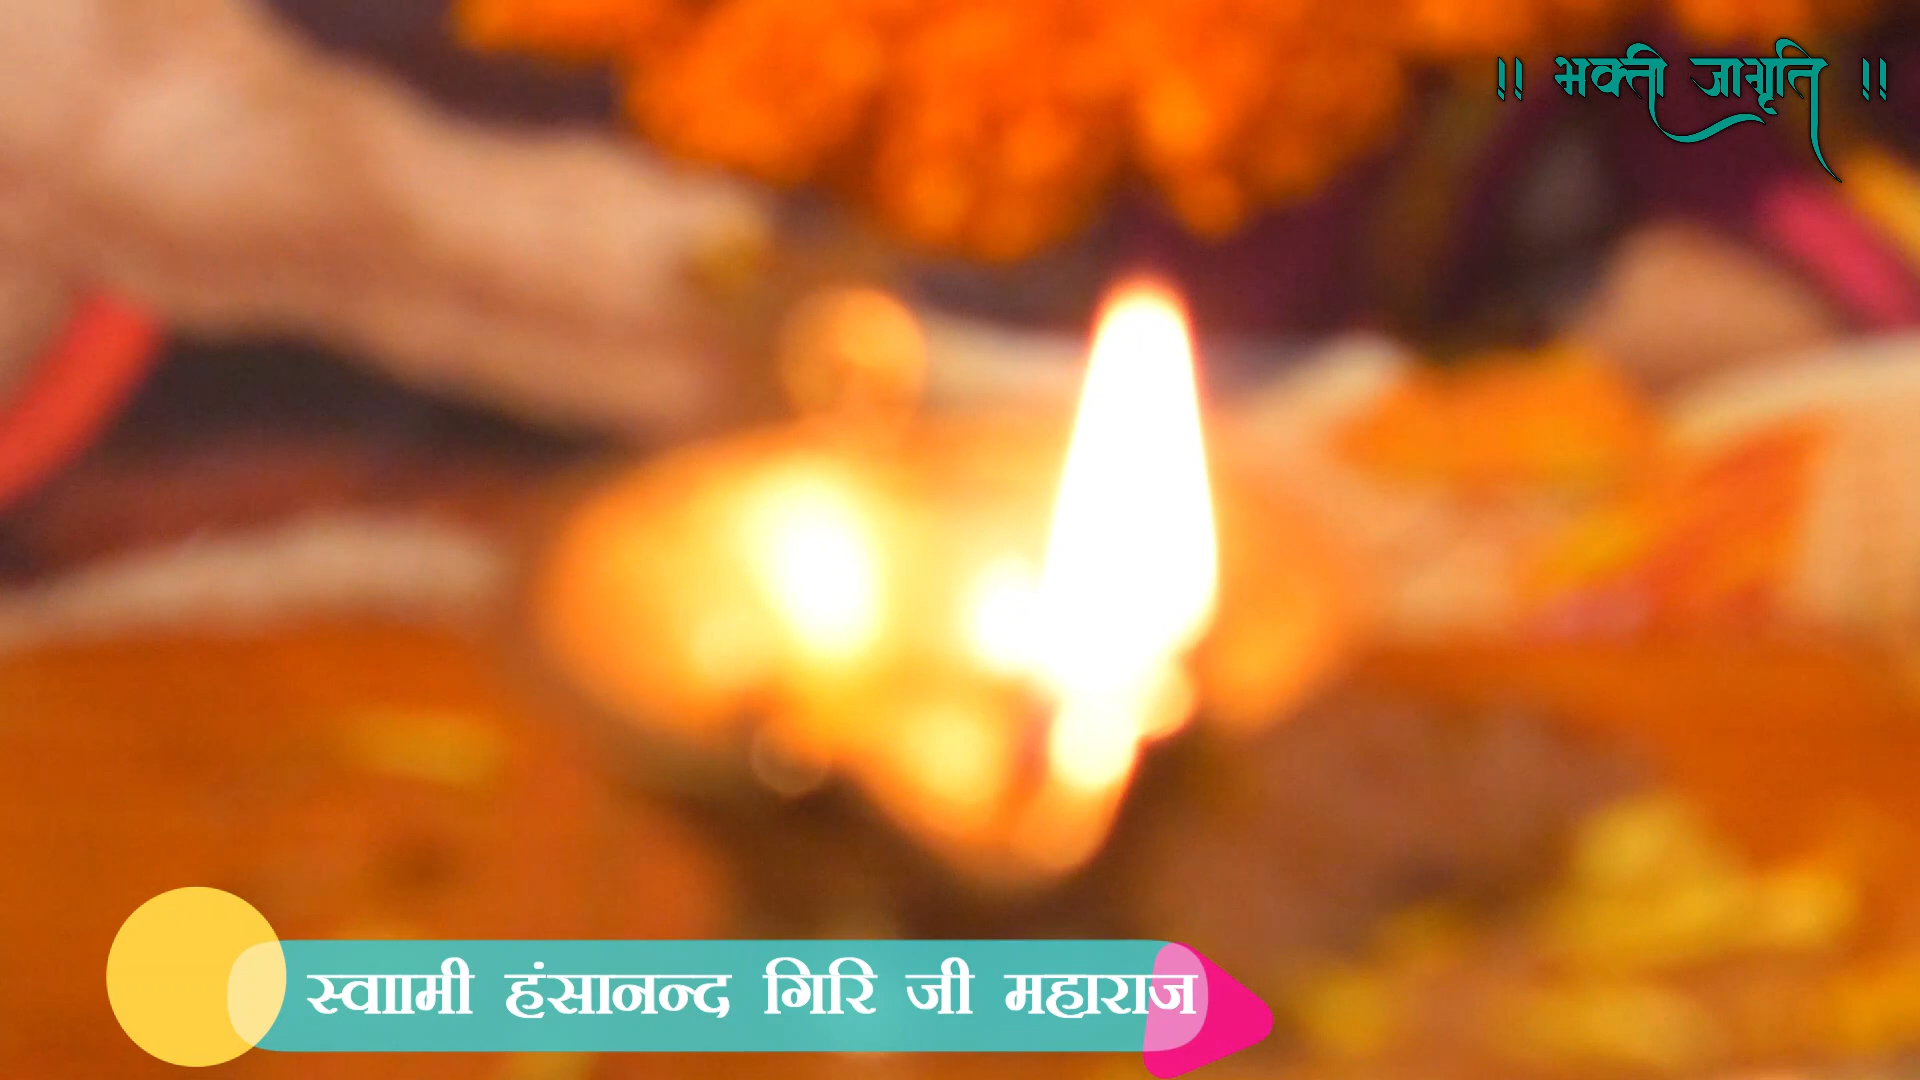 ॥ भक्ती जागृति ॥
स्वाामी हंसानन्द गिरि जी महाराज